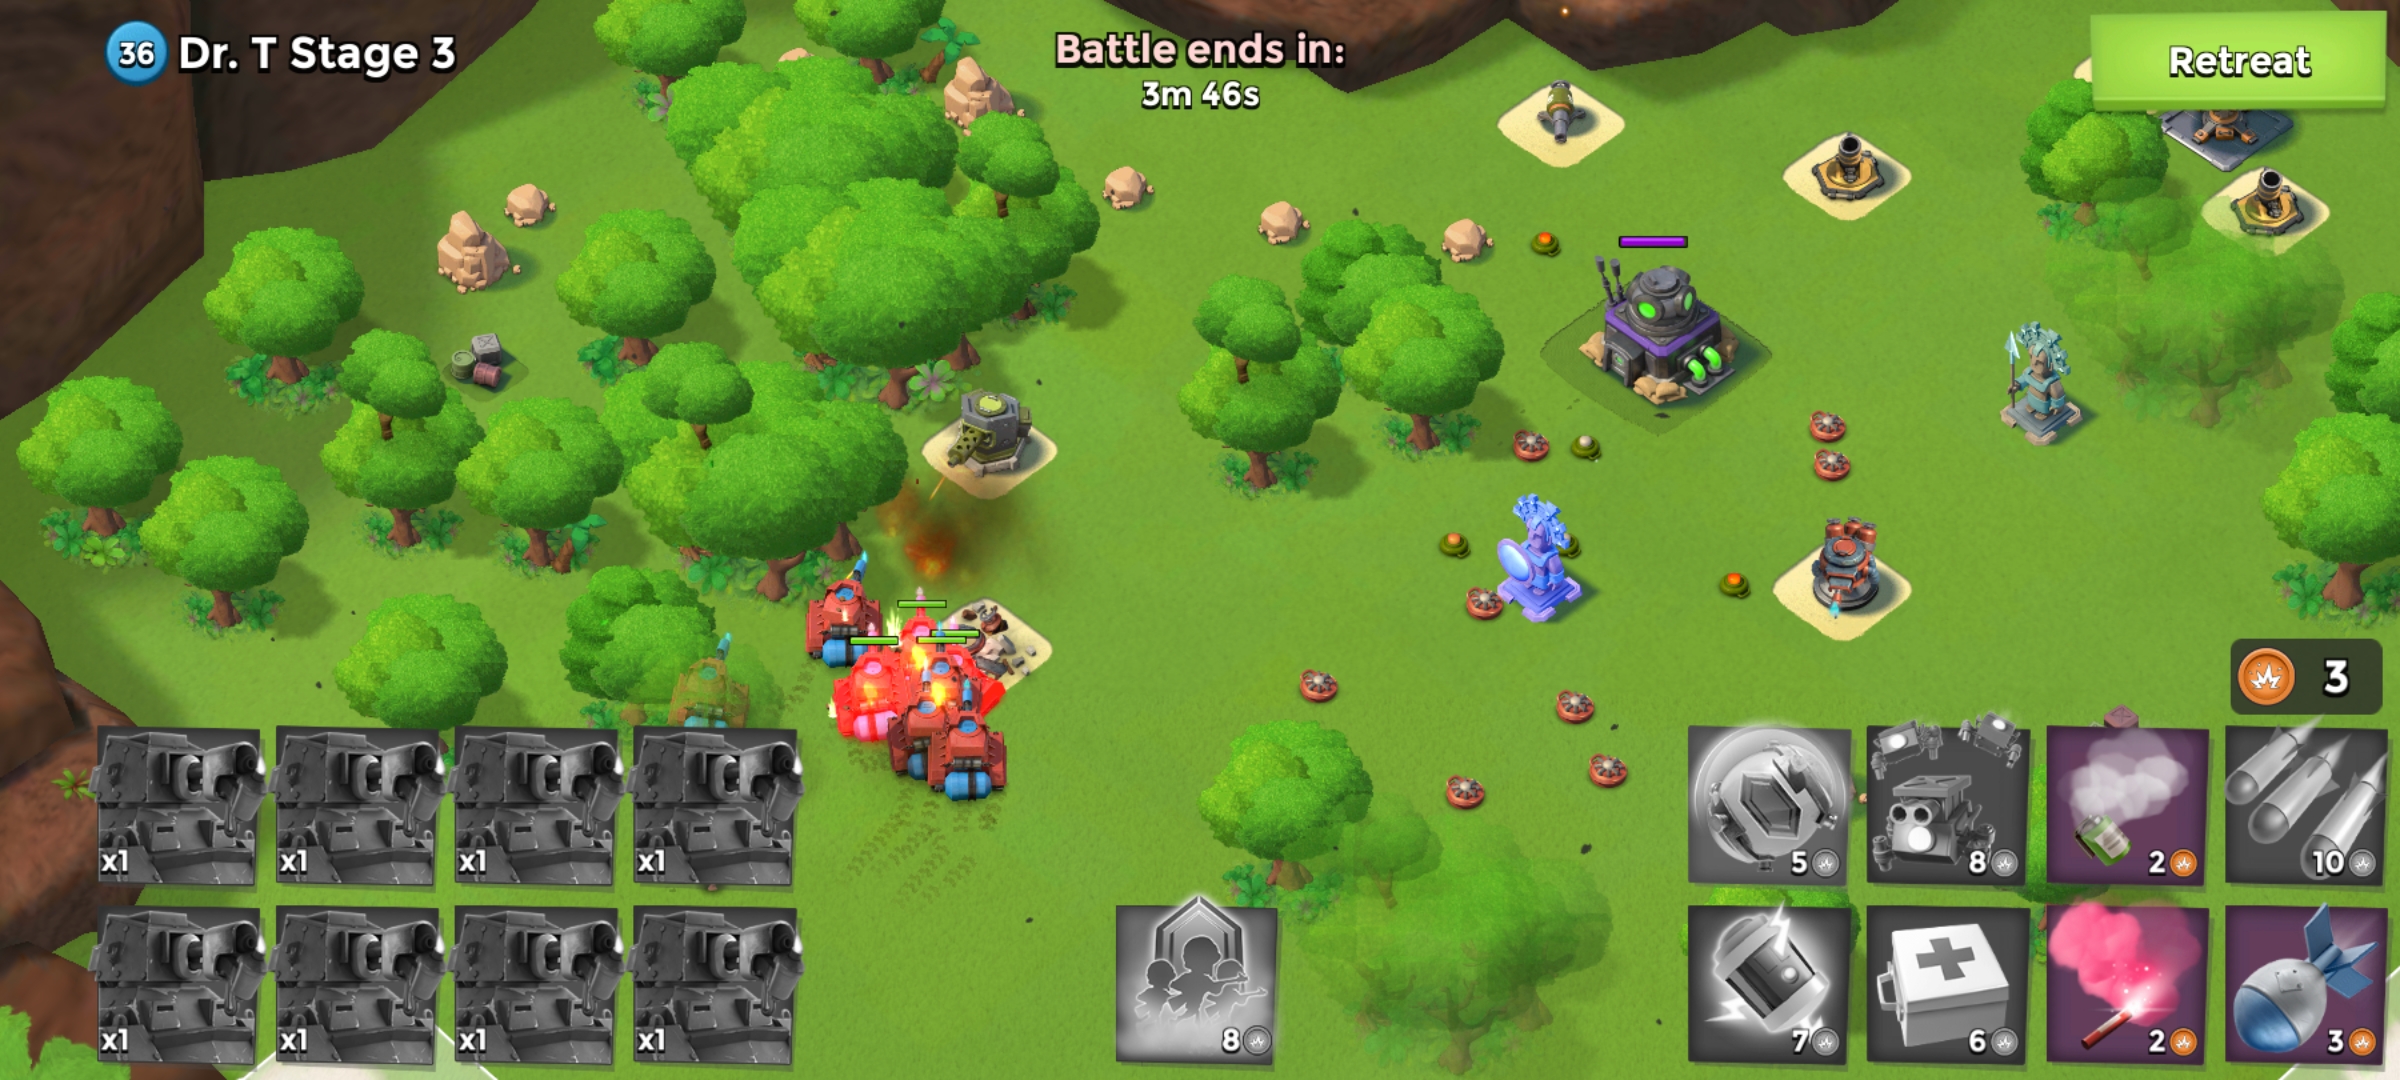 36 Dr. T Stage 3
Battle ends in:
3m 46s
Retreat
3
x1 x1 x1 x1
5 8 2 10
x1 x1 x1 x1
8
7 6 2 3